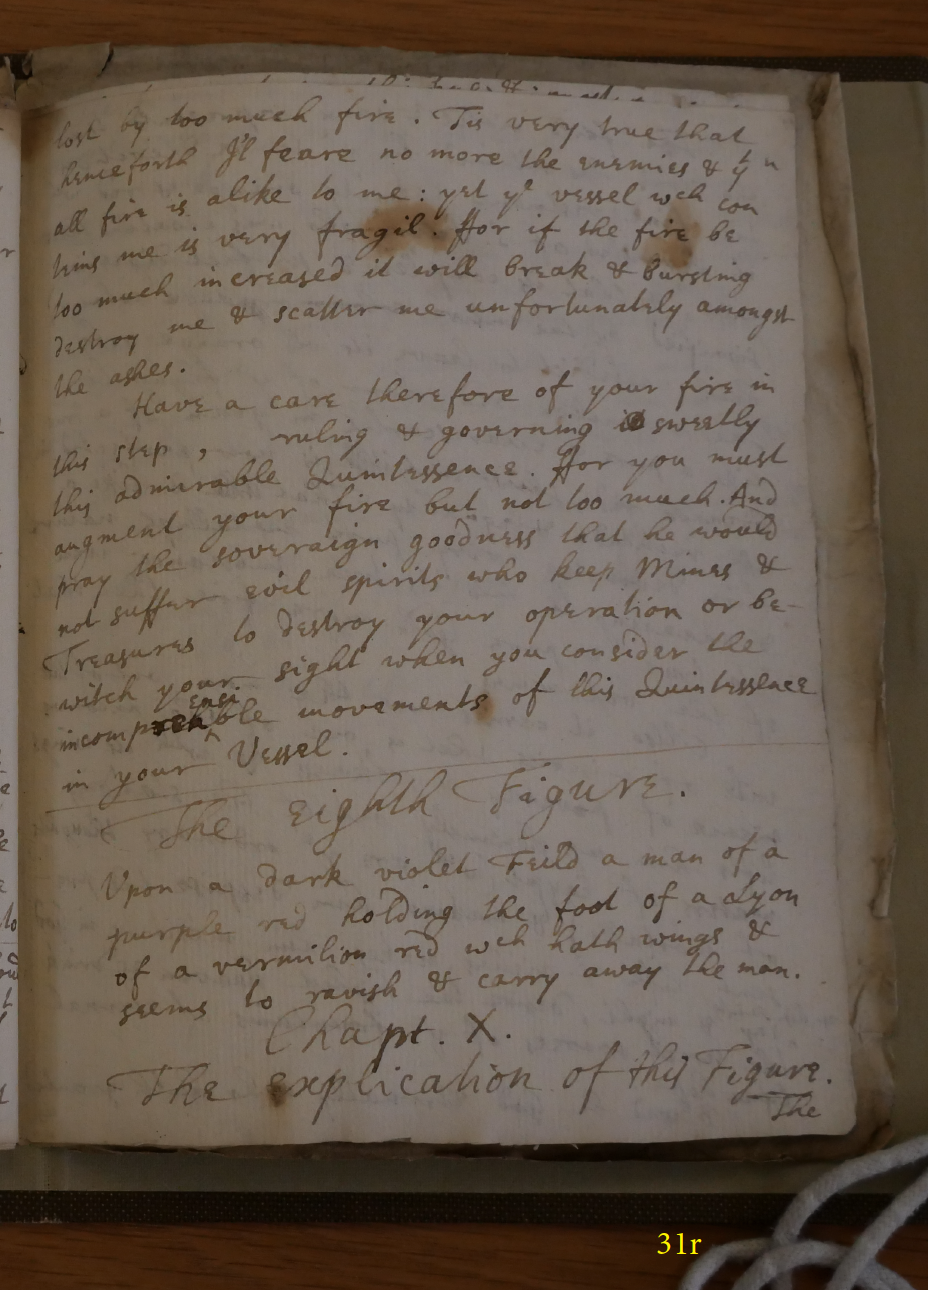 lost by too much fire. Tis very true that
henceforth I'l feare no more the enemies & yt
all fire is alike to me: yet ye vessel wch con
teins me is very fragil. For if the fire be
too much increased it will break & bursting
destroy me & scatter me unfortunately amongst
the ashes.
Have a care therefore of your fire in
this step, ruling & governing sweetly
this admirable Quintessence. For you must
augment your fire but not too much. And
pray the soveraign goodness that he would
not suffer evil spirits who keep Mines &
Treasures to destroy your operation or be-
witch your sight when you consider the
incomprehensible movements of this Quintessence
in your Vessel.
The Eighth Figure.
Upon a dark violet Feild a man of a
purple red holding the foot of a Lyon
of a vermilion red wch hath wings &
seems to ravish & carry away the man.
Chapt. X.
The explication of this Figure.
The
31r